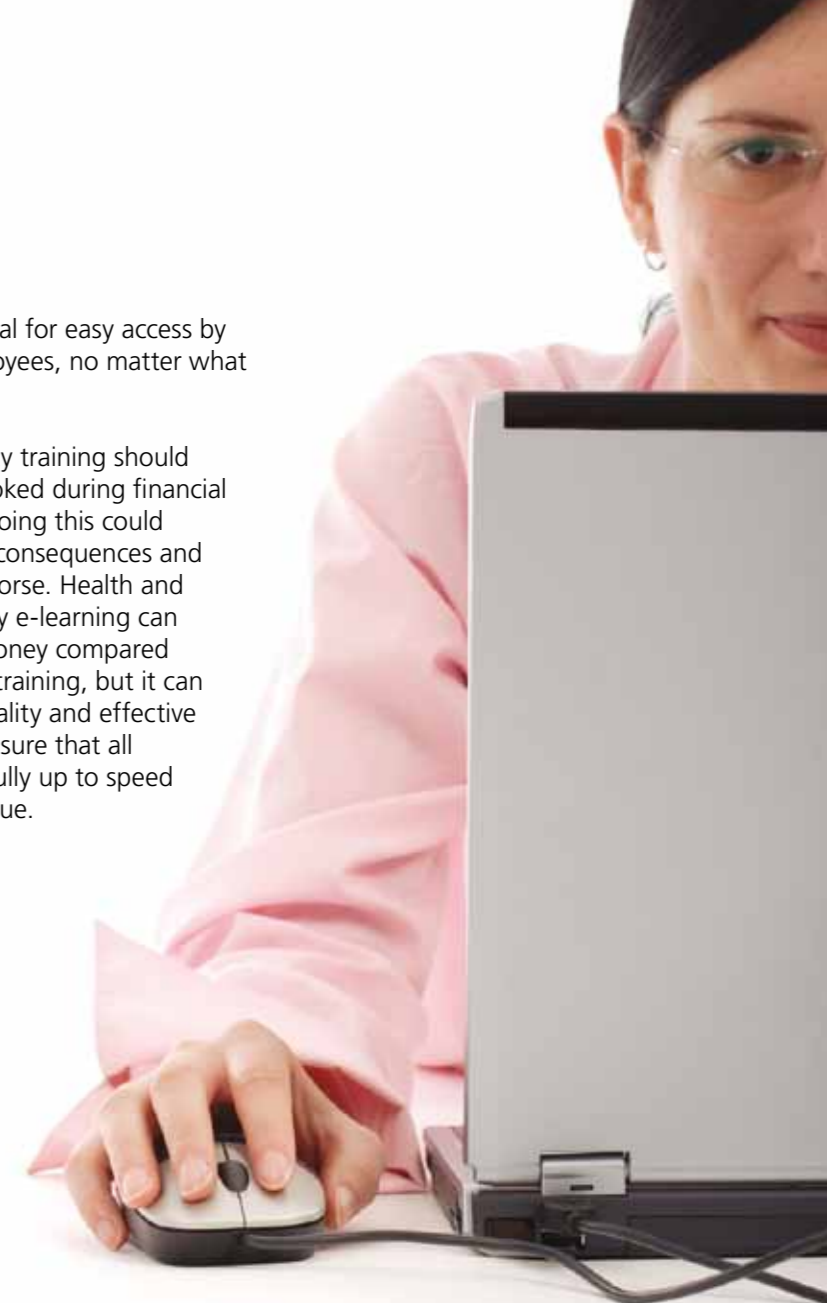 al for easy access by
oyees, no matter what
y training should
oked during financial
oing this could
consequences and
orse. Health and
y e-learning can
oney compared
training, but it can
ality and effective
sure that all
ully up to speed
ue.